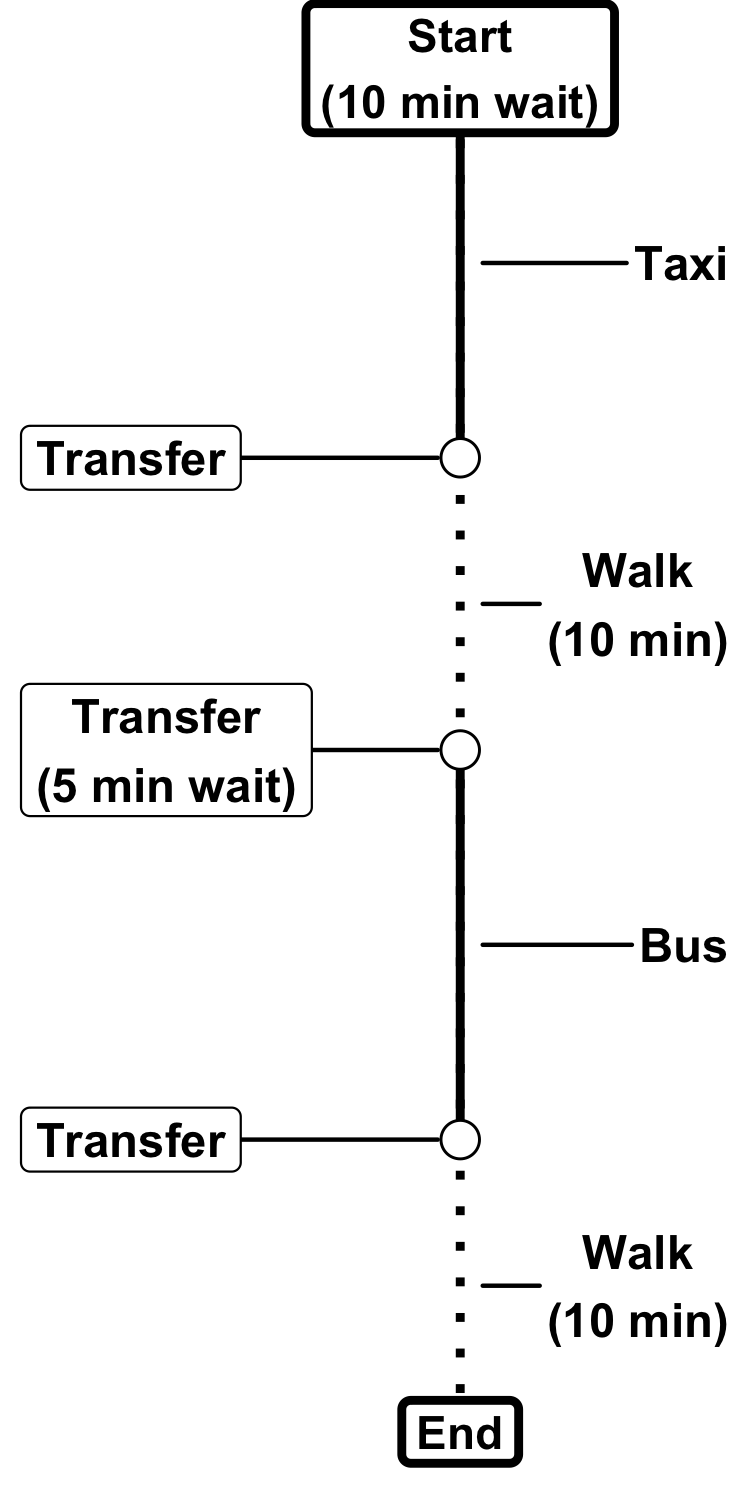 Start
(10 min wait)
Taxi
Transfer
Walk
(10 min)
Transfer
(5 min wait)
Bus
Transfer
Walk
(10 min)
End